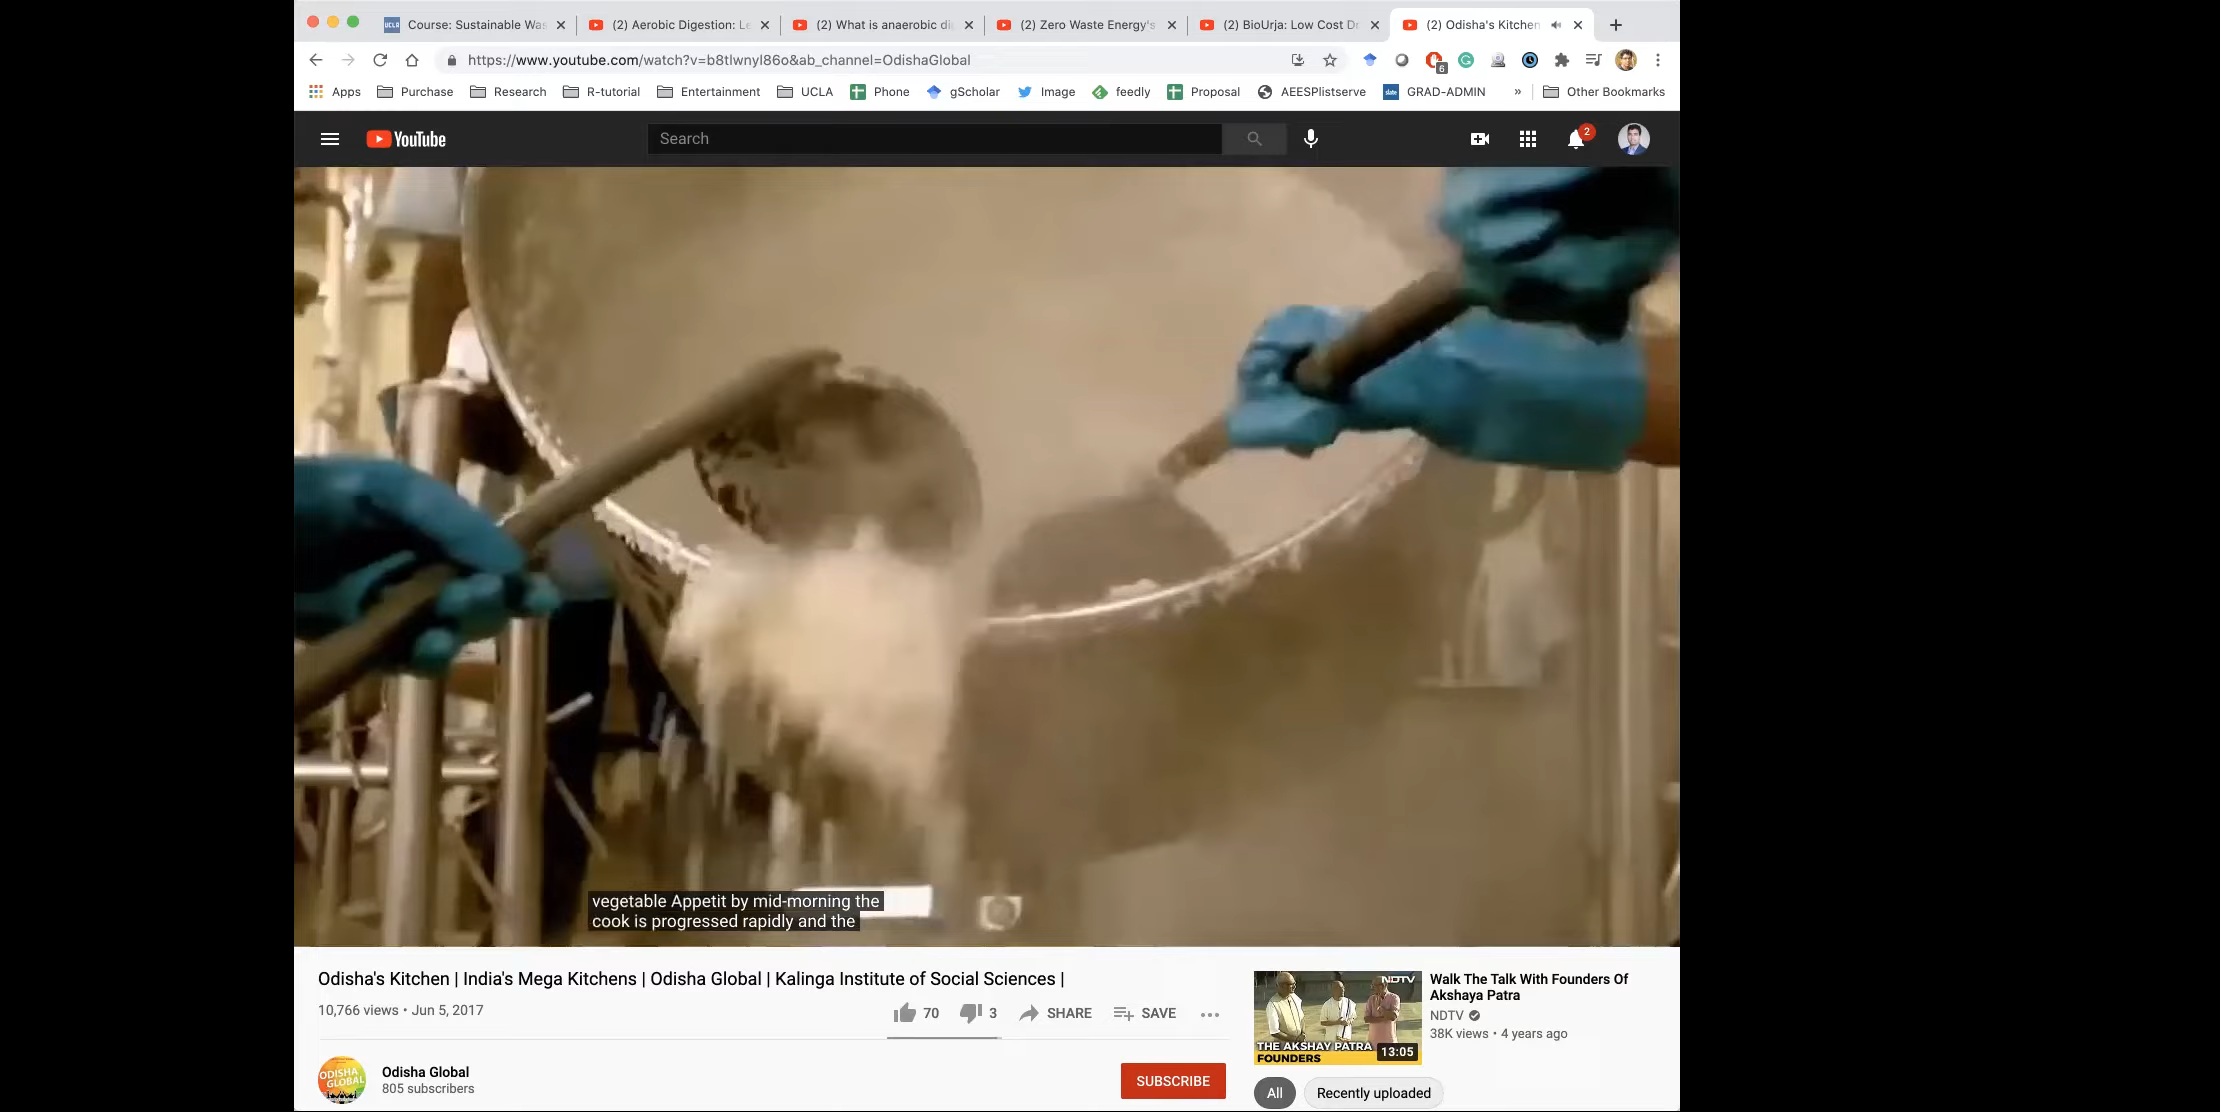 Course: Sustainable Was
(2) Aerobic Digestion: Le
(2) What is anaerobic di
(2) Zero Waste Energy's
(2) BioUrja: Low Cost D
(2) Odisha's Kitchen
https://www.youtube.com/watch?v=b8tlwnyl86o&ab_channel=OdishaGlobal
6
Apps
Purchase
Research
R-tutorial
Entertainment
UCLA
Phone
gScholar
Image
feedly
Proposal
AEESPlistserve
GRAD-ADMIN
»
Other Bookmarks
YouTube
Search
2
vegetable Appetit by mid-morning the
cook is progressed rapidly and the
Odisha's Kitchen | India's Mega Kitchens | Odisha Global | Kalinga Institute of Social Sciences |
10,766 views • Jun 5, 2017
70
3
SHARE
SAVE
ODISHA GLOBAL
Odisha Global
805 subscribers
SUBSCRIBE
NDTV
THE AKSHAY PATRA
FOUNDERS
13:05
Walk The Talk With Founders Of
Akshaya Patra
NDTV
38K views • 4 years ago
All
Recently uploaded